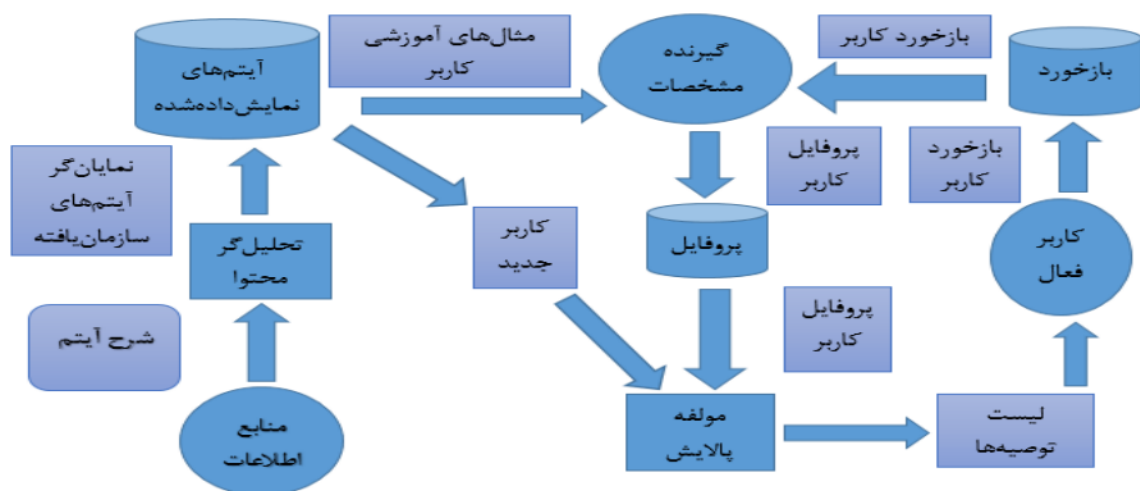 آیتم‌های
نمایش‌داده‌شده
مثال‌های آموزشی
کاربر
گیرنده
مشخصات
بازخورد کاربر
بازخورد
نمایان‌گر
آیتم‌های
سازمان‌یافته
پروفایل
کاربر
بازخورد
کاربر
تحلیل‌گر
محتوا
کاربر
جدید
پروفایل
کاربر
فعال
شرح آیتم
پروفایل
کاربر
منابع
اطلاعات
مولفه
پالایش
لیست
توصیه‌ها